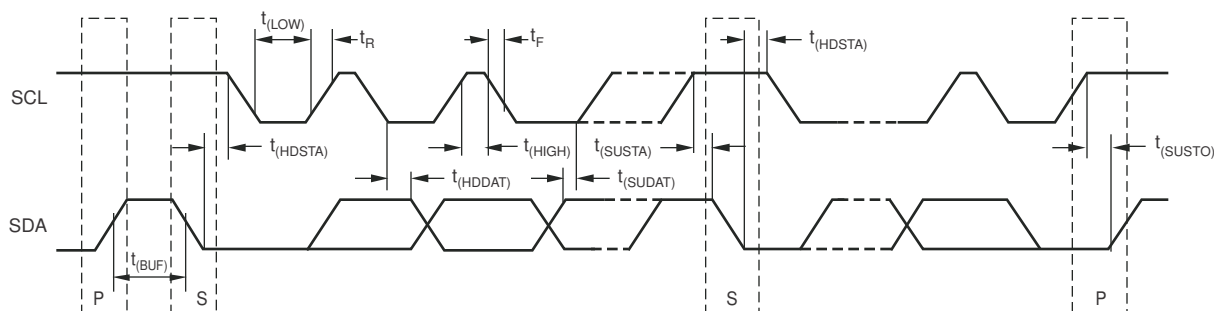 t(LOW)
tR
tF
t(HDSTA)
SCL
t(HDSTA)
t(HIGH)
t(SUSTA)
t(SUSTO)
t(HDDAT)
t(SUDAT)
SDA
t(BUF)
P
S
S
P